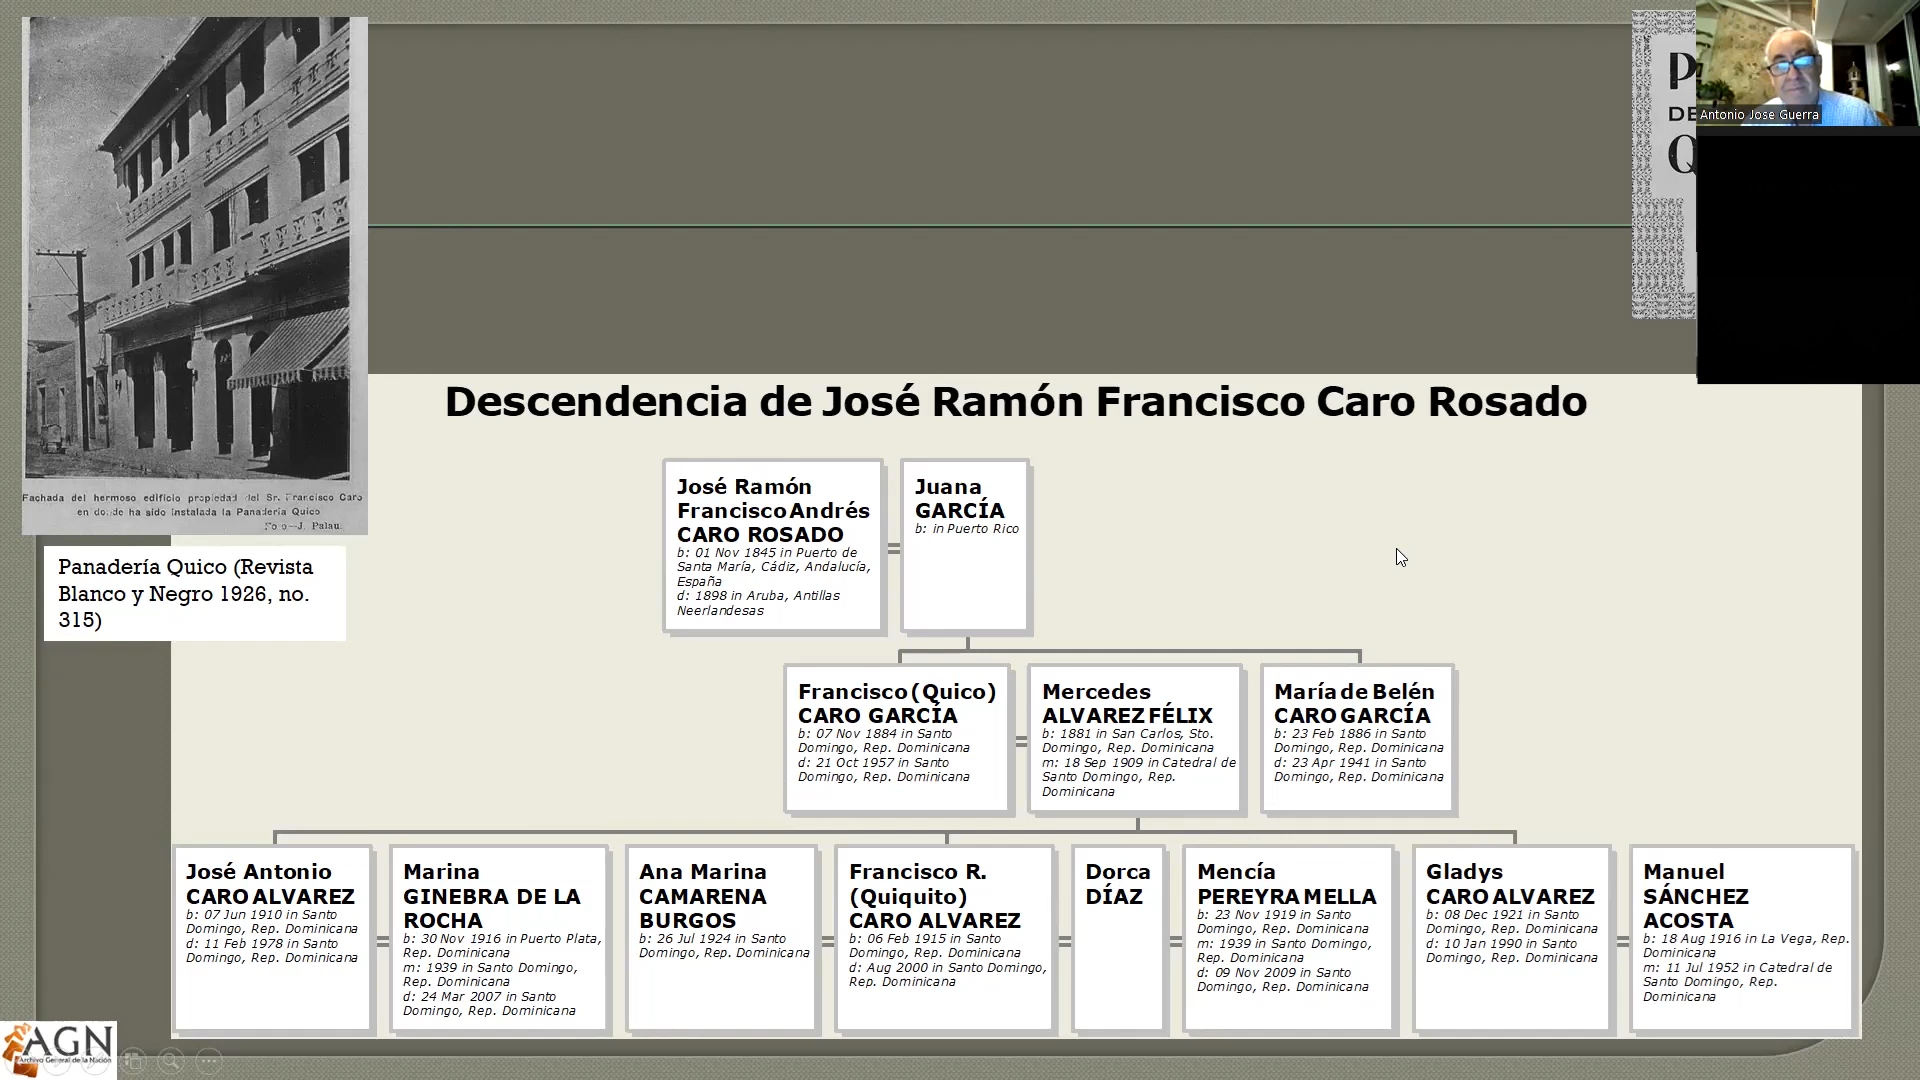 Fachada del hermoso edificio propiedad del Sr. Francisco Caro
en donde ha sido instalada la Panadería Quico
Foto—J. Palau.
Panadería Quico (Revista
Blanco y Negro 1926, no.
315)
P
DE
Q
Antonio Jose Guerra
Descendencia de José Ramón Francisco Caro Rosado
José Ramón
Francisco Andrés
CARO ROSADO
b: 01 Nov 1845 in Puerto de
Santa María, Cádiz, Andalucía,
España
d: 1898 in Aruba, Antillas
Neerlandesas
Juana
GARCÍA
b: in Puerto Rico
Francisco (Quico)
CARO GARCÍA
b: 07 Nov 1884 in Santo
Domingo, Rep. Dominicana
d: 21 Oct 1957 in Santo
Domingo, Rep. Dominicana
Mercedes
ALVAREZ FÉLIX
b: 1881 in San Carlos, Sto.
Domingo, Rep. Dominicana
m: 18 Sep 1909 in Catedral de
Santo Domingo, Rep.
Dominicana
María de Belén
CARO GARCÍA
b: 23 Feb 1886 in Santo
Domingo, Rep. Dominicana
d: 23 Apr 1941 in Santo
Domingo, Rep. Dominicana
José Antonio
CARO ALVAREZ
b: 07 Jun 1910 in Santo
Domingo, Rep. Dominicana
d: 11 Feb 1978 in Santo
Domingo, Rep. Dominicana
Marina
GINEBRA DE LA
ROCHA
b: 30 Nov 1916 in Puerto Plata,
Rep. Dominicana
m: 1939 in Santo Domingo,
Rep. Dominicana
d: 24 Mar 2007 in Santo
Domingo, Rep. Dominicana
Ana Marina
CAMARENA
BURGOS
b: 26 Jul 1924 in Santo
Domingo, Rep. Dominicana
Francisco R.
(Quiquito)
CARO ALVAREZ
b: 06 Feb 1915 in Santo
Domingo, Rep. Dominicana
d: Aug 2000 in Santo Domingo,
Rep. Dominicana
Dorca
DÍAZ
Mencía
PEREYRA MELLA
b: 23 Nov 1919 in Santo
Domingo, Rep. Dominicana
m: 1939 in Santo Domingo,
Rep. Dominicana
d: 09 Nov 2009 in Santo
Domingo, Rep. Dominicana
Gladys
CARO ALVAREZ
b: 08 Dec 1921 in Santo
Domingo, Rep. Dominicana
d: 10 Jan 1990 in Santo
Domingo, Rep. Dominicana
Manuel
SÁNCHEZ
ACOSTA
b: 18 Aug 1916 in La Vega, Rep.
Dominicana
m: 11 Jul 1952 in Catedral de
Santo Domingo, Rep.
Dominicana
AGN
Archivo General de la Nación